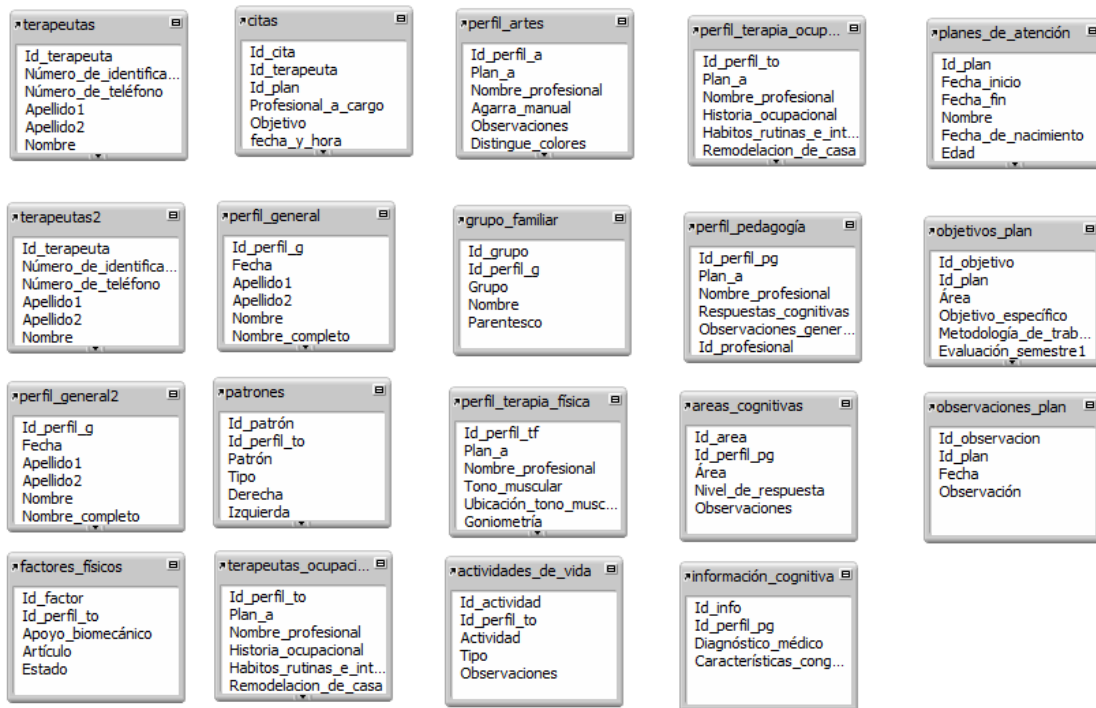 terapeutas
Id_terapeuta
Número_de_identifica...
Número_de_teléfono
Apellido1
Apellido2
Nombre
citas
Id_cita
Id_terapeuta
Id_plan
Profesional_a_cargo
Objetivo
fecha_y_hora
perfil_artes
Id_perfil_a
Plan_a
Nombre_profesional
Agarra_manual
Observaciones
Distingue_colores
perfil_terapia_ocup...
Id_perfil_to
Plan_a
Nombre_profesional
Historia_ocupacional
Habitos_rutinas_e_int...
Remodelacion_de_casa
planes_de_atención
Id_plan
Fecha_inicio
Fecha_fin
Nombre
Fecha_de_nacimiento
Edad
terapeutas2
Id_terapeuta
Número_de_identifica...
Número_de_teléfono
Apellido1
Apellido2
Nombre
perfil_general
Id_perfil_g
Fecha
Apellido1
Apellido2
Nombre
Nombre_completo
grupo_familiar
Id_grupo
Id_perfil_g
Grupo
Nombre
Parentesco
perfil_pedagogía
Id_perfil_pg
Plan_a
Nombre_profesional
Respuestas_cognitivas
Observaciones_gener...
Id_profesional
objetivos_plan
Id_objetivo
Id_plan
Área
Objetivo_específico
Metodología_de_trab...
Evaluación_semestre1
perfil_general2
Id_perfil_g
Fecha
Apellido1
Apellido2
Nombre
Nombre_completo
patrones
Id_patrón
Id_perfil_to
Patrón
Tipo
Derecha
Izquierda
perfil_terapia_física
Id_perfil_tf
Plan_a
Nombre_profesional
Tono_muscular
Ubicación_tono_musc...
Goniometría
areas_cognitivas
Id_area
Id_perfil_pg
Área
Nivel_de_respuesta
Observaciones
observaciones_plan
Id_observacion
Id_plan
Fecha
Observación
factores_físicos
Id_factor
Id_perfil_to
Apoyo_biomecánico
Artículo
Estado
terapeutas_ocupaci...
Id_perfil_to
Plan_a
Nombre_profesional
Historia_ocupacional
Habitos_rutinas_e_int...
Remodelacion_de_casa
actividades_de_vida
Id_actividad
Id_perfil_to
Actividad
Tipo
Observaciones
información_cognitiva
Id_info
Id_perfil_pg
Diagnóstico_médico
Características_cong...